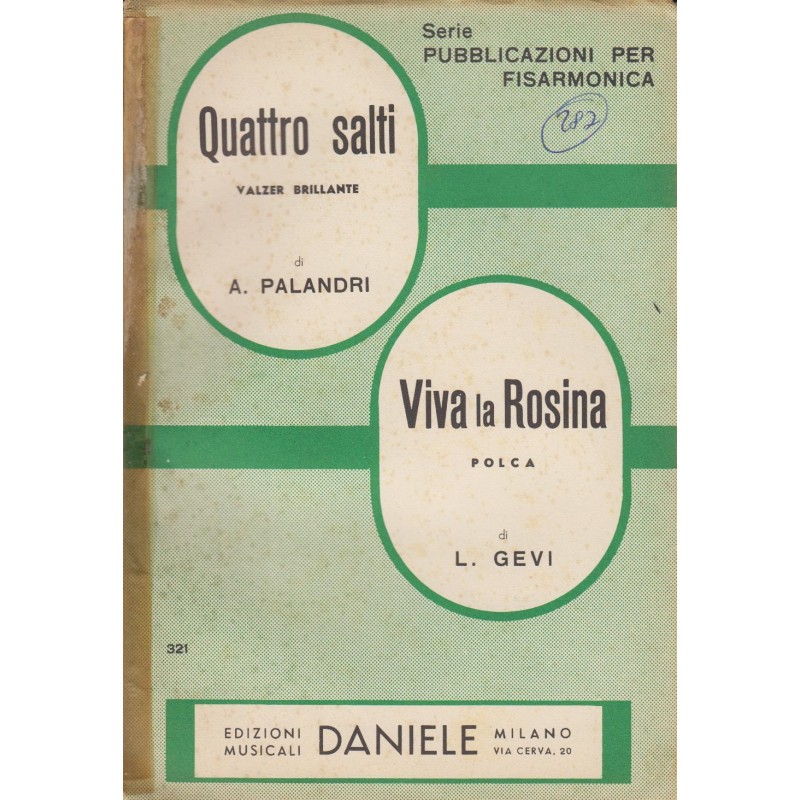 Serie
PUBBLICAZIONI PER
FISARMONICA
287
Quattro salti
VALZER BRILLANTE
di
A. PALANDRI
Viva la Rosina
POLCA
di
L. GEVI
321
EDIZIONI
MUSICALI
DANIELE
MILANO
VIA CERVA, 20